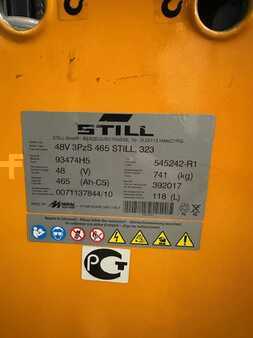 STILL
48V 3PzS 465 STILL, 323
93474H5 545242-R1
48 (V) 741 (kg)
465 (Ah-C5) 392017
0071137844/10 118 (L)